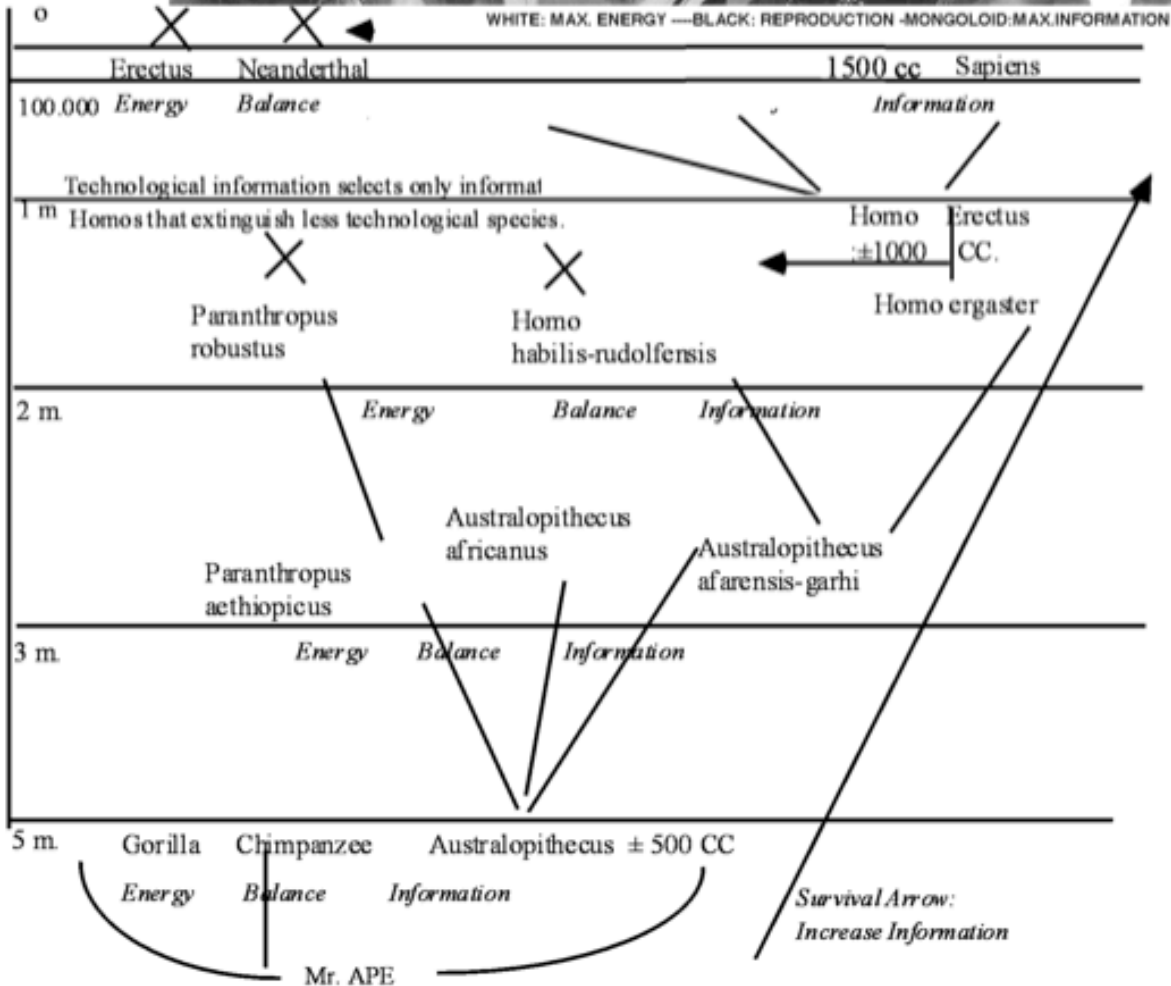 o
WHITE: MAX. ENERGY ----BLACK: REPRODUCTION -MONGOLOID:MAX.INFORMATION
Erectus Neanderthal 1500 cc Sapiens
100.000 Energy Balance Information
Technological information selects only informat
1 m Homos that extinguish less technological species.
Homo Erectus
:±1000 CC.
Homo ergaster
Paranthropus
robustus
Homo
habilis-rudolfensis
2 m. Energy Balance Information
Australopithecus
africanus
Australopithecus
afarensis-garhi
Paranthropus
aethiopicus
3 m. Energy Balance Information
5 m. Gorilla Chimpanzee Australopithecus ± 500 CC
Energy Balance Information
Survival Arrow:
Increase Information
Mr. APE